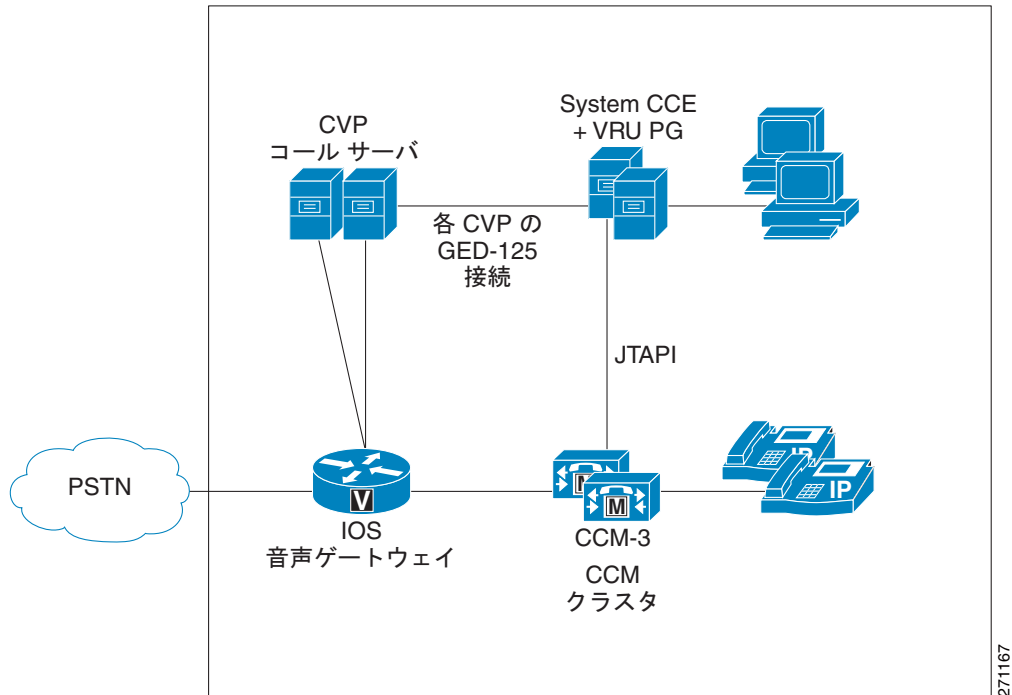 CVP
コール サーバ
System CCE
+ VRU PG
各 CVP の
GED-125
接続
JTAPI
PSTN
V
IOS
音声ゲートウェイ
M
M
CCM-3
CCM
クラスタ
IP
IP
271167